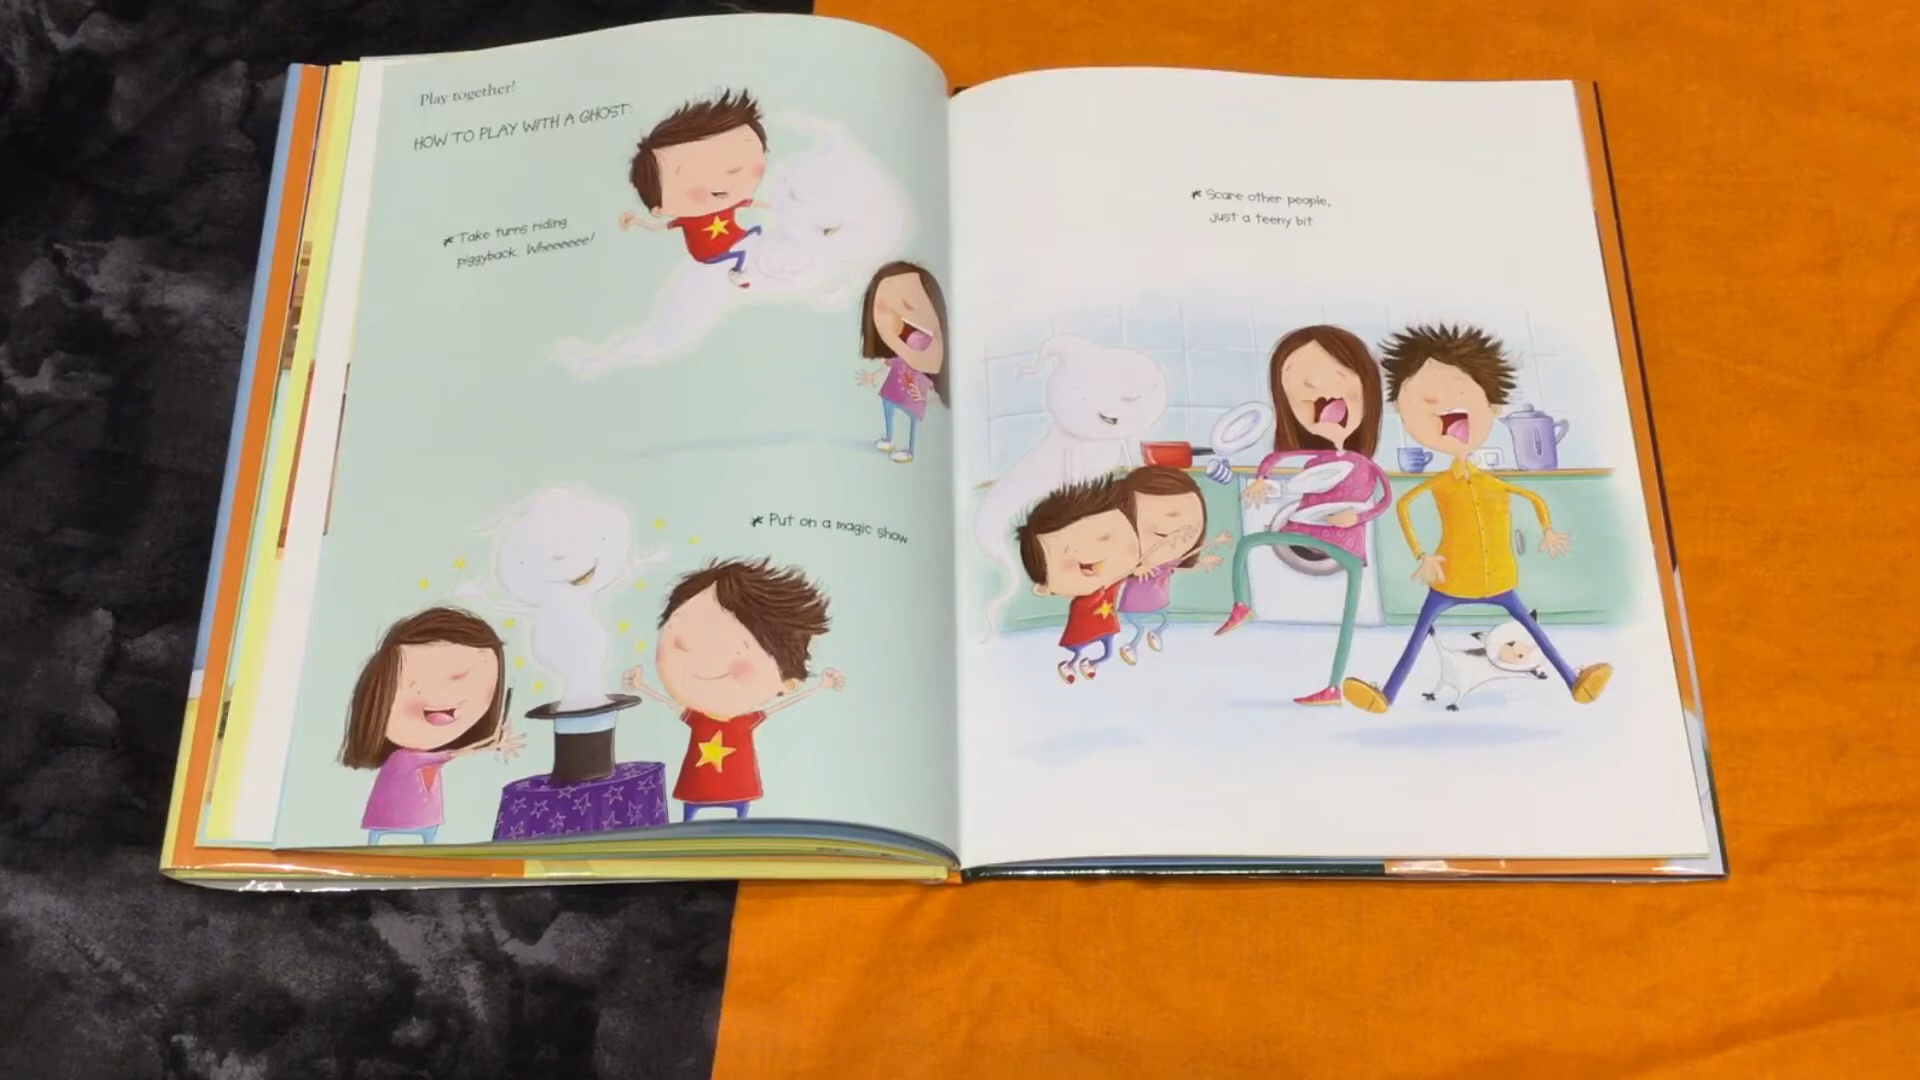 Play together!
HOW TO PLAY WITH A GHOST:
* Take turns riding
piggyback. Wheeeeeee!
* Put on a magic show
* Scare other people,
just a teeny bit